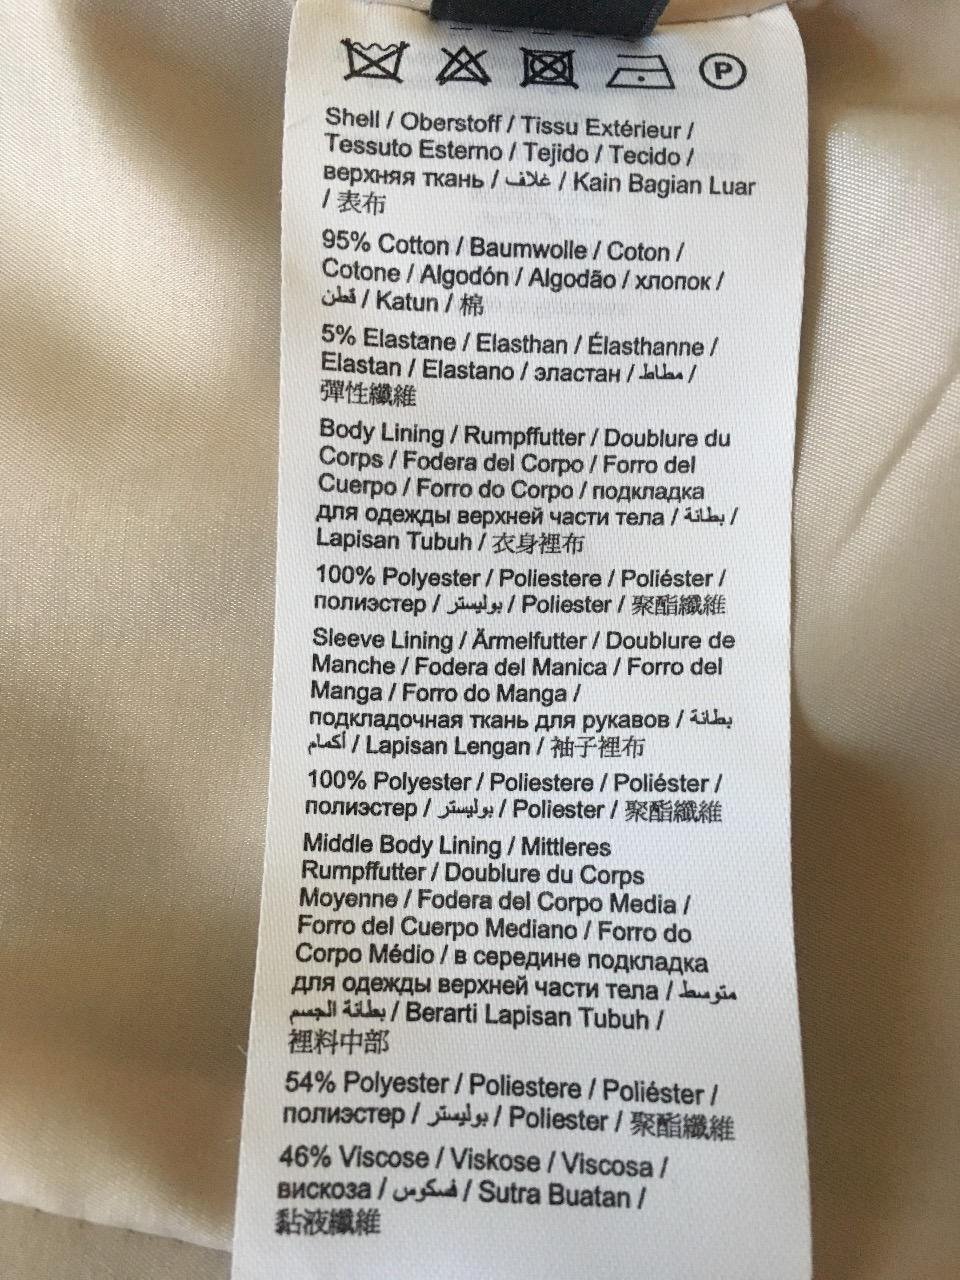 P
Shell / Oberstoff / Tissu Extérieur /
Tessuto Esterno / Tejido / Tecido /
верхняя ткань / غلاف / Kain Bagian Luar
/ 表布
95% Cotton / Baumwolle / Coton /
Cotone / Algodón / Algodão / хлопок /
قطن / Katun / 棉
5% Elastane / Elasthan / Élasthanne /
Elastan / Elastano / эластан / مطاط /
彈性纖維
Body Lining / Rumpffutter / Doublure du
Corps / Fodera del Corpo / Forro del
Cuerpo / Forro do Corpo / подкладка
для одежды верхней части тела / بطانة /
Lapisan Tubuh / 衣身裡布
100% Polyester / Poliestere / Poliéster /
полиэстер / بوليستر / Poliester / 聚酯纖維
Sleeve Lining / Ärmelfutter / Doublure de
Manche / Fodera del Manica / Forro del
Manga / Forro do Manga /
подкладочная ткань для рукавов / بطانة
أكمام / Lapisan Lengan / 袖子裡布
100% Polyester / Poliestere / Poliéster /
полиэстер / بوليستر / Poliester / 聚酯纖維
Middle Body Lining / Mittleres
Rumpffutter / Doublure du Corps
Moyenne / Fodera del Corpo Media /
Forro del Cuerpo Mediano / Forro do
Corpo Médio / в середине подкладка
для одежды верхней части тела / متوسط
بطانة الجسم / Berarti Lapisan Tubuh /
裡料中部
54% Polyester / Poliestere / Poliéster /
полиэстер / بوليستر / Poliester / 聚酯纖維
46% Viscose / Viskose / Viscosa /
вискоза / فسكوس / Sutra Buatan /
黏液纖維